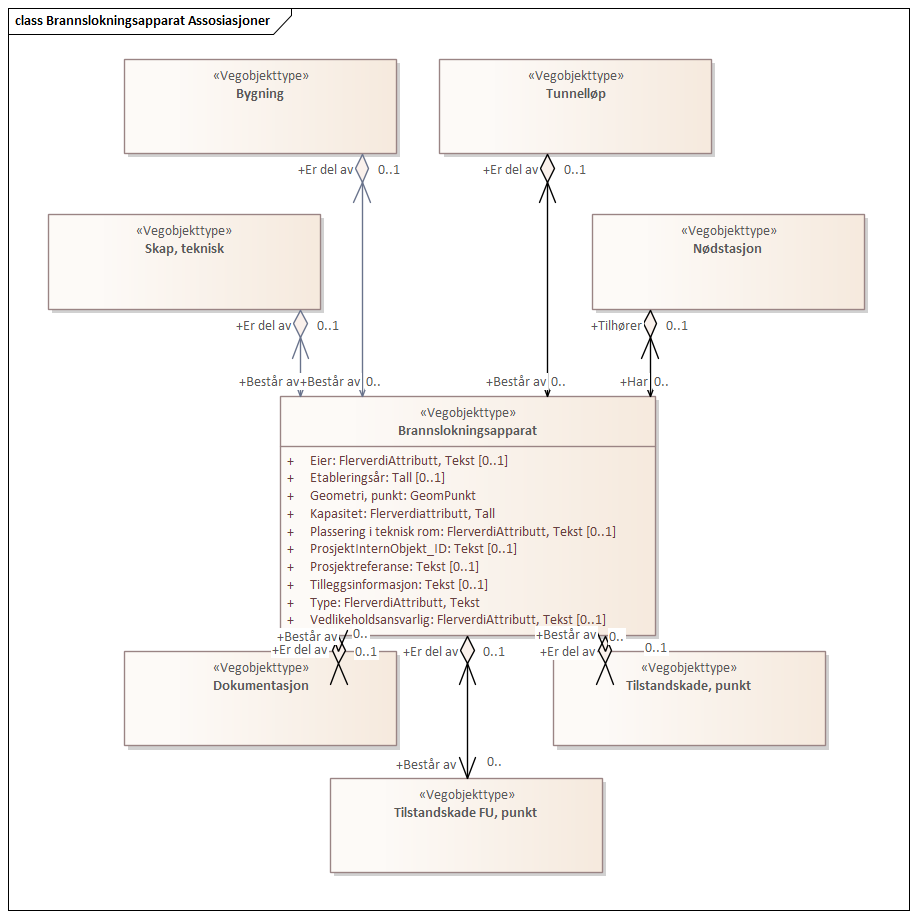 class Brannslokningsapparat Assosiasjoner
«Vegobjekttype»
Bygning
«Vegobjekttype»
Tunnelløp
+Er del av 0..1
+Er del av 0..1
«Vegobjekttype»
Skap, teknisk
«Vegobjekttype»
Nødstasjon
+Er del av 0..1
+Tilhører 0..1
+Består av +Består av 0..
+Består av 0..
+Har 0..
«Vegobjekttype»
Brannslokningsapparat
+ Eier: FlerverdiAttributt, Tekst [0..1]
+ Etableringsår: Tall [0..1]
+ Geometri, punkt: GeomPunkt
+ Kapasitet: Flerverdiattributt, Tall
+ Plassering i teknisk rom: FlerverdiAttributt, Tekst [0..1]
+ ProsjektInternObjekt_ID: Tekst [0..1]
+ Prosjektreferanse: Tekst [0..1]
+ Tilleggsinformasjon: Tekst [0..1]
+ Type: FlerverdiAttributt, Tekst
+ Vedlikeholdsansvarlig: FlerverdiAttributt, Tekst [0..1]
+Består av 0..
+Består av 0..
+Er del av 0..1
+Er del av 0..1
+Er del av 0..1
«Vegobjekttype»
Dokumentasjon
«Vegobjekttype»
Tilstandskade, punkt
+Består av 0..
«Vegobjekttype»
Tilstandskade FU, punkt